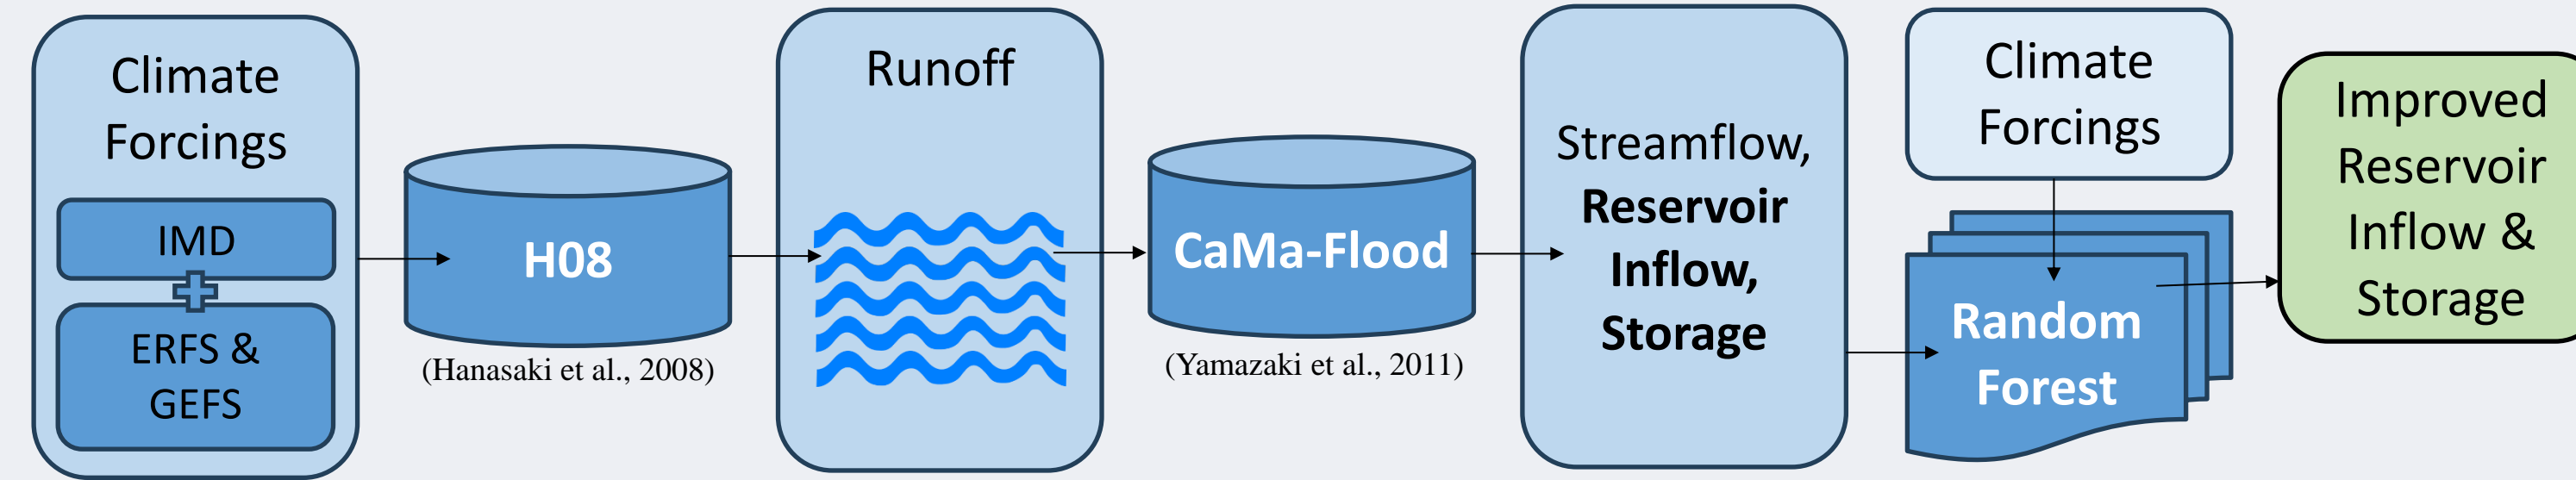 Climate
Forcings
IMD
ERFS &
GEFS
H08
(Hanasaki et al., 2008)
Runoff
CaMa-Flood
(Yamazaki et al., 2011)
Streamflow,
Reservoir
Inflow,
Storage
Climate
Forcings
Random
Forest
Improved
Reservoir
Inflow &
Storage